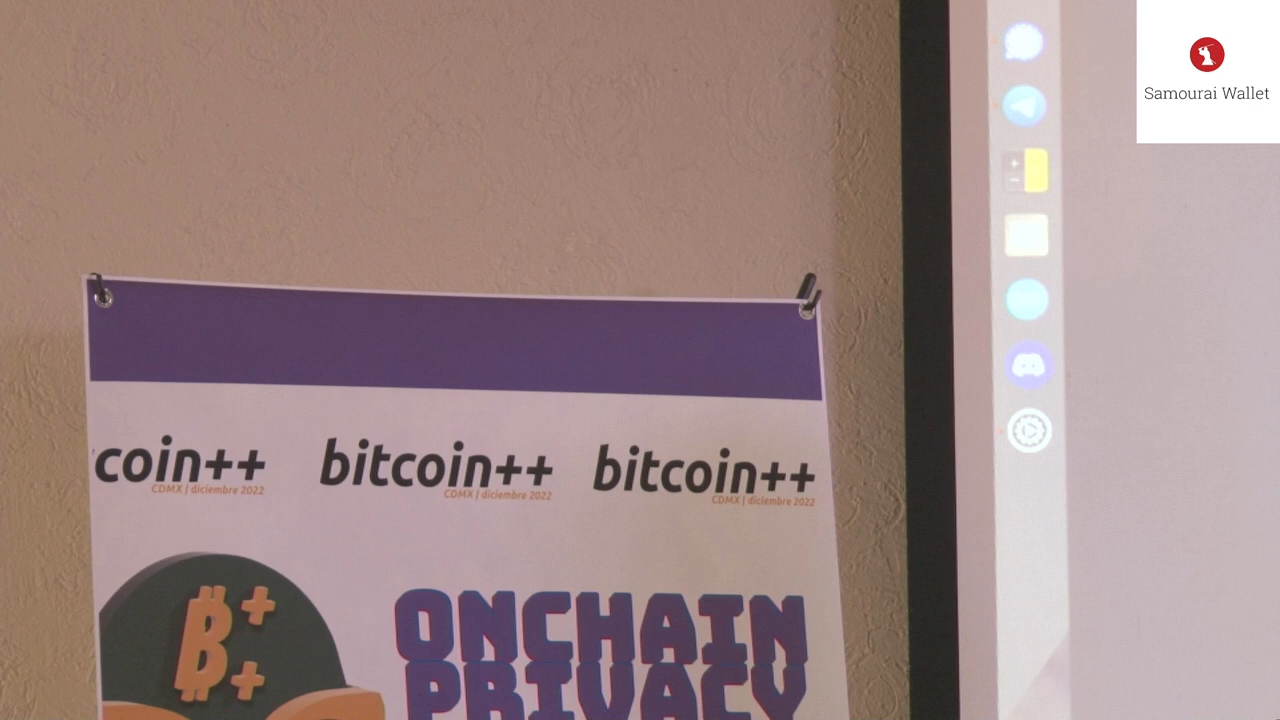 Samourai Wallet
coin++
CDMX | diciembre 2022
bitcoin++
CDMX | diciembre 2022
bitcoin++
CDMX | diciembre 2022
B++
ONCHAIN
PRIVACY